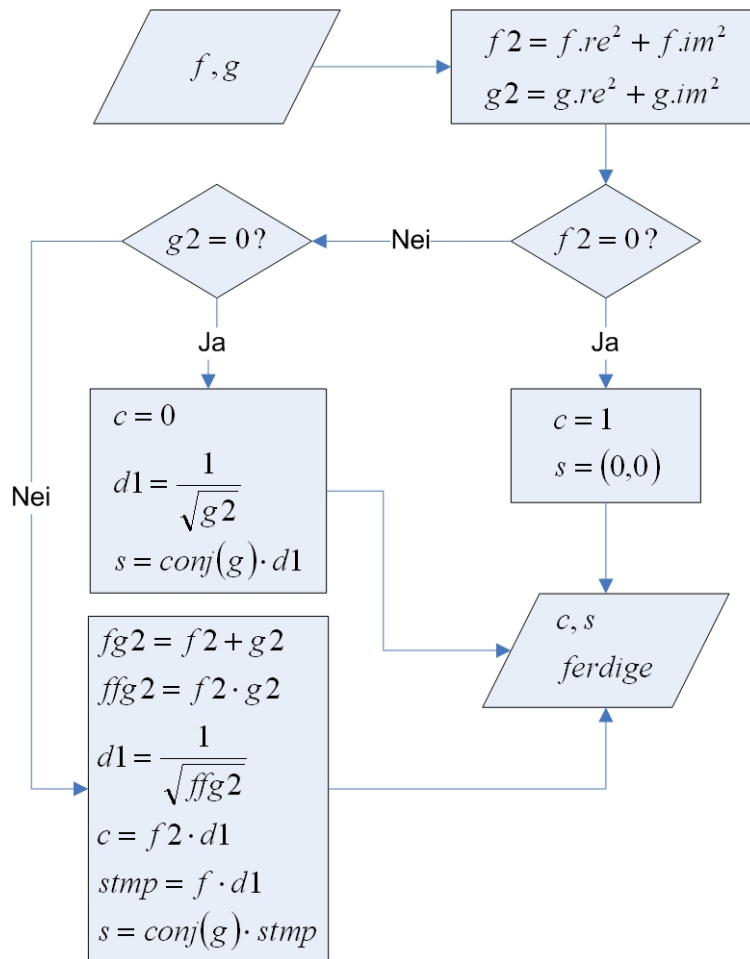 f, g
f2 = f.re² + f.im²
g2 = g.re² + g.im²
g2 = 0?
Nei
f2 = 0?
Ja
Ja
c = 0
d1 = 1/√g2
s = conj(g)· d1
c = 1
s = (0,0)
Nei
fg2 = f2 + g2
ffg2 = f2 · g2
d1 = 1/√ffg2
c = f2 · d1
stmp = f · d1
s = conj(g)· stmp
c, s
ferdige